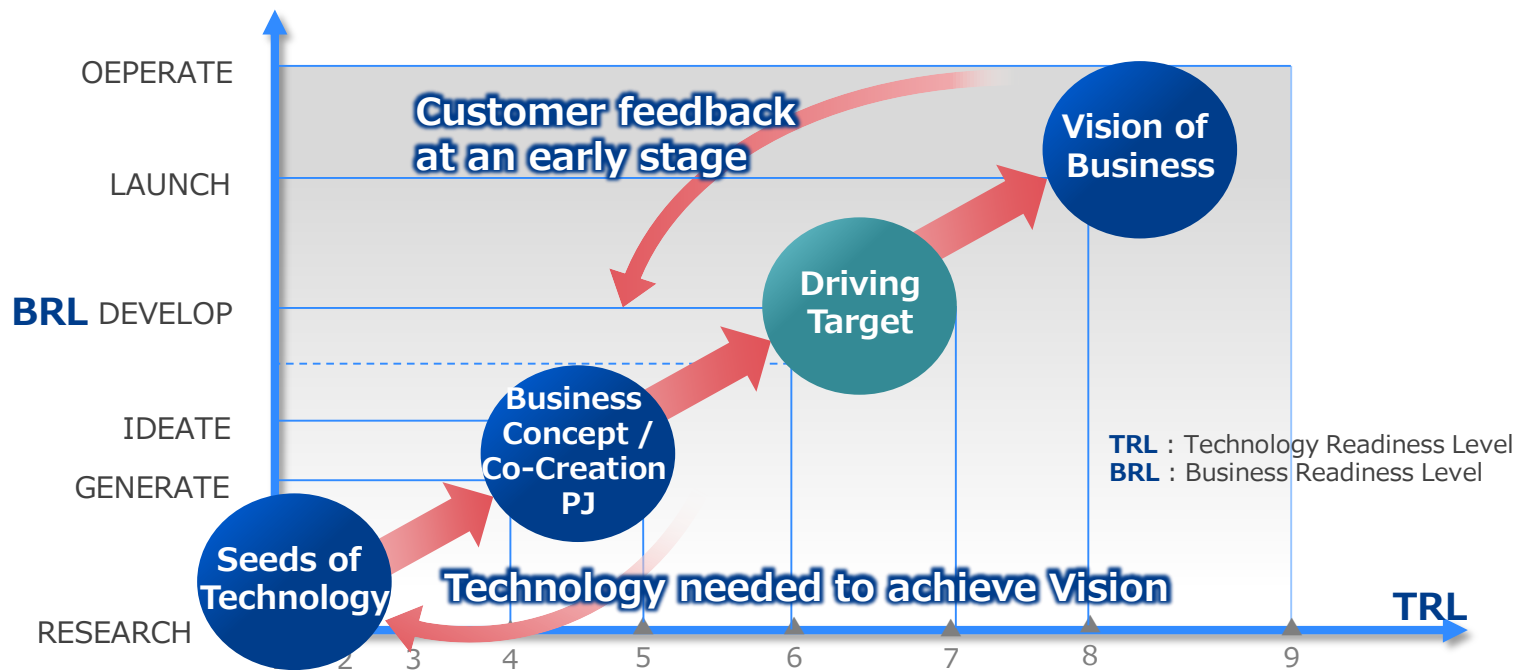 OEPERATE
Customer feedback
at an early stage
Vision of
Business
LAUNCH
Driving
Target
BRL DEVELOP
Business
Concept /
Co-Creation
PJ
IDEATE
TRL : Technology Readiness Level
BRL : Business Readiness Level
GENERATE
Seeds of
Technology
Technology needed to achieve Vision
TRL
RESEARCH
2 3 4 5 6 7 8 9